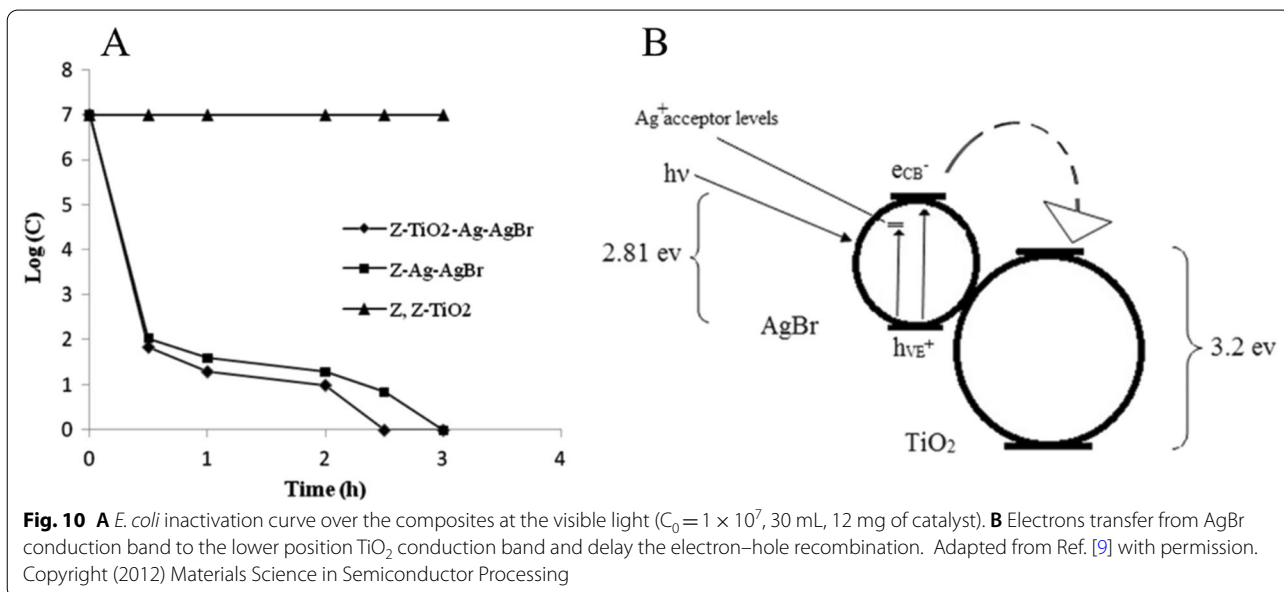 A
B
8
7
6
5
4
3
2
1
0
Log (C)
0 1 2 3 4
Time (h)
Z-TiO2-Ag-AgBr
Z-Ag-AgBr
Z, Z-TiO2
Ag+ acceptor levels
hν
eCB-
2.81 ev
AgBr
hVE+
3.2 ev
TiO2
Fig. 10 A E. coli inactivation curve over the composites at the visible light (C0 = 1 × 10^7, 30 mL, 12 mg of catalyst). B Electrons transfer from AgBr
conduction band to the lower position TiO2 conduction band and delay the electron–hole recombination. Adapted from Ref. [9] with permission.
Copyright (2012) Materials Science in Semiconductor Processing